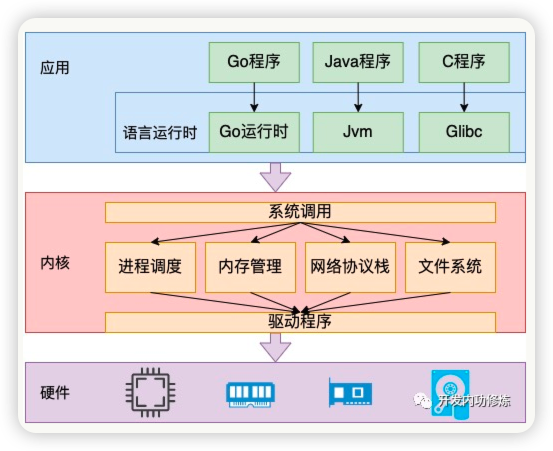 应用
Go程序
Java程序
C程序
语言运行时
Go运行时
Jvm
Glibc
系统调用
内核
进程调度
内存管理
网络协议栈
文件系统
驱动程序
硬件
开发内功修炼